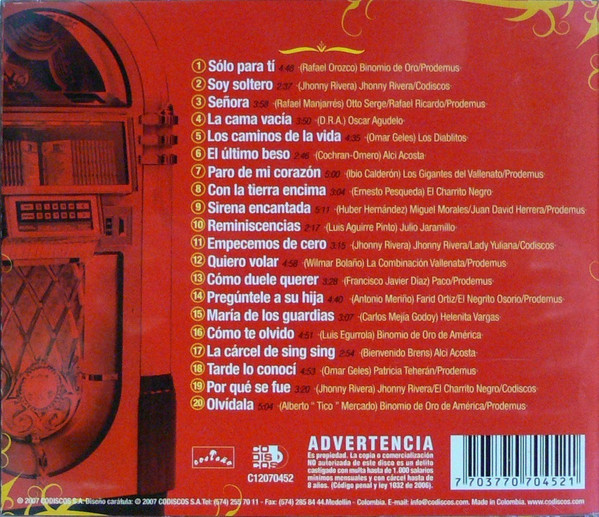 1 Sólo para tí 4:46 (Rafael Orozco) Binomio de Oro/Prodemus
2 Soy soltero 2:37 (Jhonny Rivera) Jhonny Rivera/Codiscos
3 Señora 3:58 (Rafael Manjarrés) Otto Serge/Rafael Ricardo/Prodemus
4 La cama vacía 3:50 (D.R.A.) Oscar Agudelo
5 Los caminos de la vida 4:35 (Omar Geles) Los Diablitos
6 El último beso 2:46 (Cochran-Omero) Alci Acosta
7 Paro de mi corazón 5:00 (Ibio Calderón) Los Gigantes del Vallenato/Prodemus
8 Con la tierra encima 3:04 (Ernesto Pesqueda) El Charrito Negro
9 Sirena encantada 5:11 (Huber Hernández) Miguel Morales/Juan David Herrera/Prodemus
10 Reminiscencias 2:17 (Luis Aguirre Pinto) Julio Jaramillo
11 Empecemos de cero 3:15 (Jhonny Rivera) Jhonny Rivera/Lady Yuliana/Codiscos
12 Quiero volar 4:58 (Wilmar Bolaño) La Combinación Vallenata/Prodemus
13 Cómo duele querer 3:28 (Francisco Javier Díaz) Paco/Prodemus
14 Pregúntele a su hija 4:40 (Antonio Meriño) Farid Ortiz/El Negrito Osorio/Prodemus
15 María de los guardias 3:07 (Carlos Mejía Godoy) Helenita Vargas
16 Cómo te olvido 4:51 (Luis Egurrola) Binomio de Oro de América
17 La cárcel de sing sing 2:54 (Bienvenido Brens) Alci Acosta
18 Tarde lo conocí 4:53 (Omar Geles) Patricia Teherán/Prodemus
19 Por qué se fue 3:20 (Jhonny Rivera) Jhonny Rivera/El Charrito Negro/Codiscos
20 Olvídala 5:04 (Alberto "Tico" Mercado) Binomio de Oro de América/Prodemus
CO DIS COS
C12070452
ADVERTENCIA
Es propiedad. La copia o comercialización
NO autorizada de este disco es un delito
castigado con multa hasta de 1.000 salarios
mínimos mensuales y con cárcel hasta de
8 años. (Código penal y ley 1032 de 2006).
7 703770 704521
℗ 2007 CODISCOS S.A. Diseño carátula: © 2007 CODISCOS S.A. Tel: (574) 255 70 11 - Fax: (574) 285 84 44. Medellín - Colombia. E-mail: info@codiscos.com. Made in Colombia. www.codiscos.com